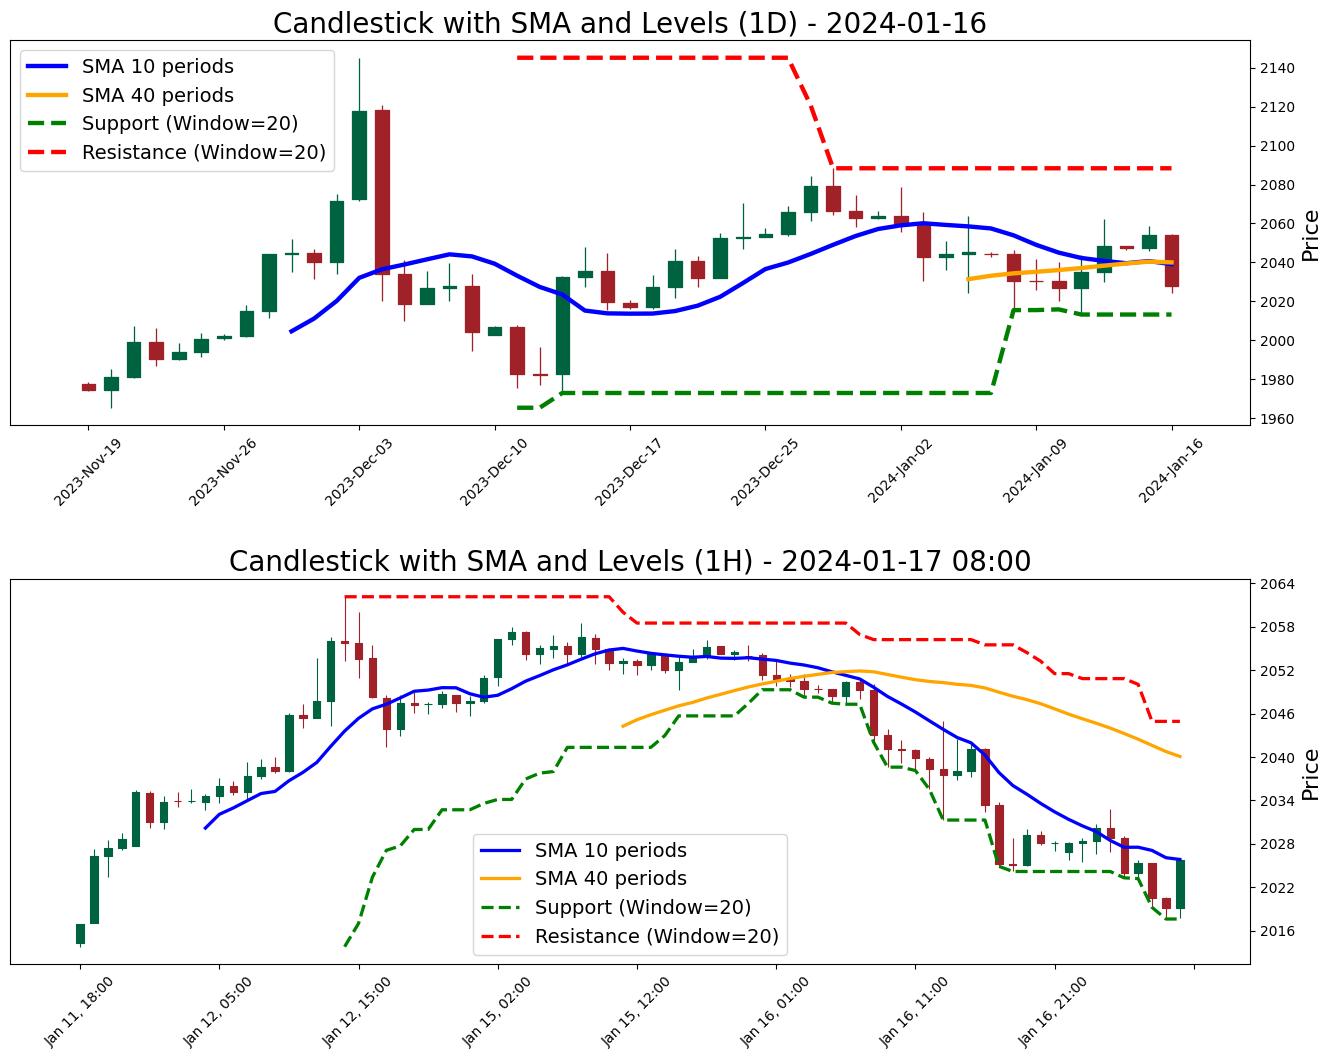 Candlestick with SMA and Levels (1D) - 2024-01-16
SMA 10 periods
SMA 40 periods
Support (Window=20)
Resistance (Window=20)
2140
2120
2100
2080
2060
2040
2020
2000
1980
1960
Price
2023-Nov-19
2023-Nov-26
2023-Dec-03
2023-Dec-10
2023-Dec-17
2023-Dec-25
2024-Jan-02
2024-Jan-09
2024-Jan-16
Candlestick with SMA and Levels (1H) - 2024-01-17 08:00
2064
2058
2052
2046
2040
2034
2028
2022
2016
Price
SMA 10 periods
SMA 40 periods
Support (Window=20)
Resistance (Window=20)
Jan 11, 18:00
Jan 12, 05:00
Jan 12, 15:00
Jan 15, 02:00
Jan 15, 12:00
Jan 16, 01:00
Jan 16, 11:00
Jan 16, 21:00